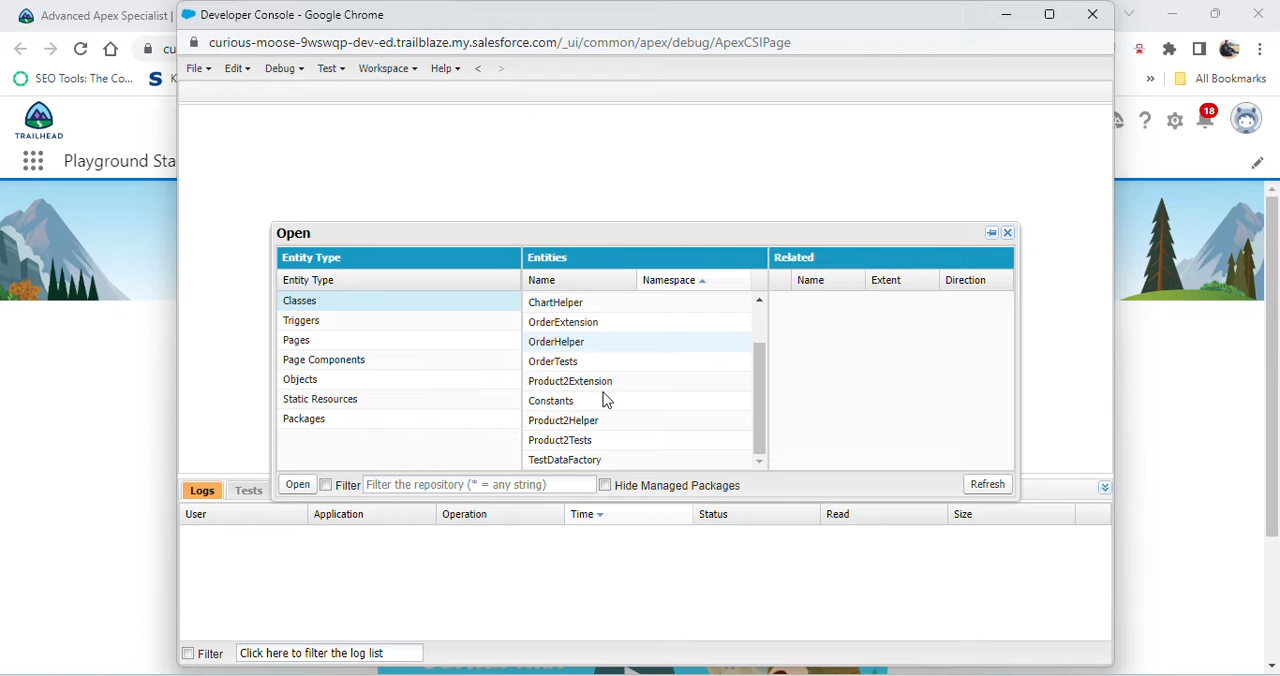 Advanced Apex Specialist |
Developer Console - Google Chrome
cu
curious-moose-9wswqp-dev-ed.trailblaze.my.salesforce.com/_ui/common/apex/debug/ApexCSIPage
SEO Tools: The Co...
S K
File Edit Debug Test Workspace Help < >
» All Bookmarks
TRAILHEAD
? 18
Playground Sta
Open
Entity Type Entities Related
Entity Type Name Namespace Name Extent Direction
Classes ChartHelper
Triggers OrderExtension
Pages OrderHelper
Page Components OrderTests
Objects Product2Extension
Static Resources Constants
Packages Product2Helper
Product2Tests
TestDataFactory
Open Filter Filter the repository (* = any string) Hide Managed Packages Refresh
Logs Tests
User Application Operation Time Status Read Size
Filter Click here to filter the log list